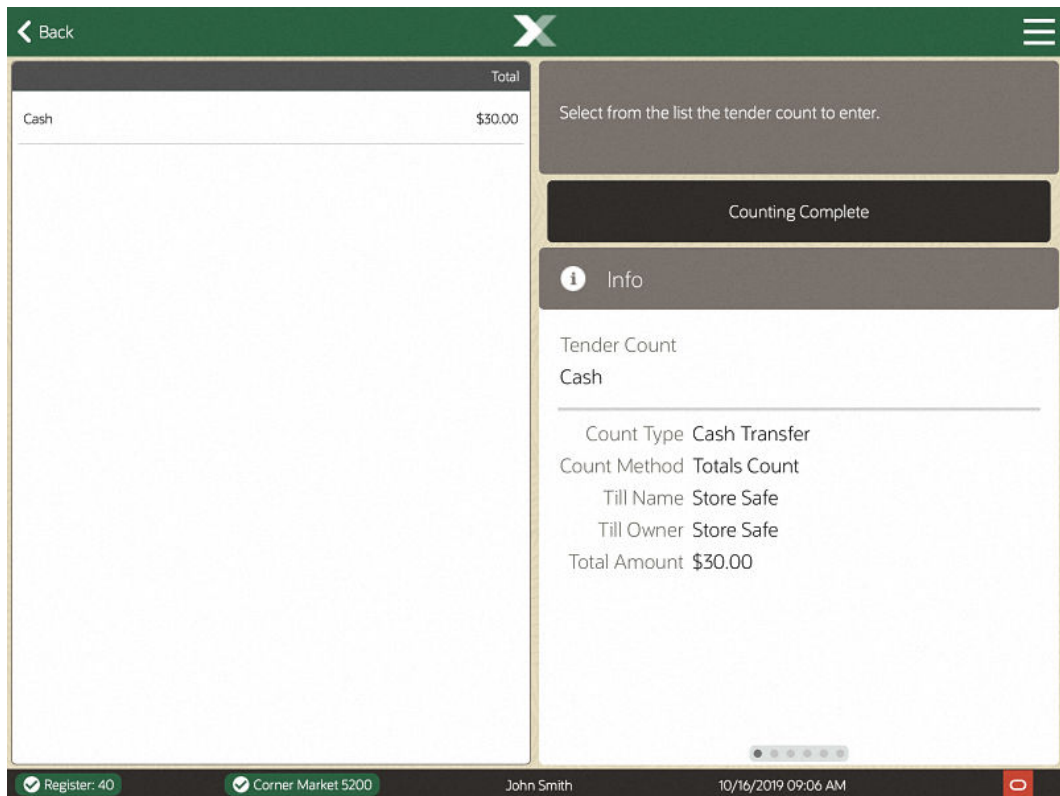 Back
Total
Cash $30.00
Select from the list the tender count to enter.
Counting Complete
Info
Tender Count
Cash
Count Type Cash Transfer
Count Method Totals Count
Till Name Store Safe
Till Owner Store Safe
Total Amount $30.00
Register: 40 Corner Market 5200 John Smith 10/16/2019 09:06 AM